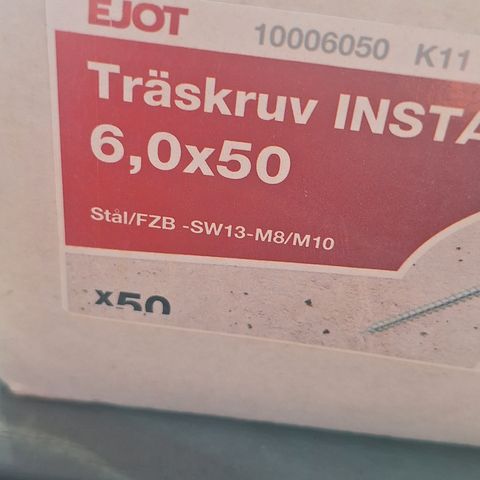 EJOT
10006050 K11
Träskruv INSTA
6,0x50
Stål/FZB -SW13-M8/M10
x50